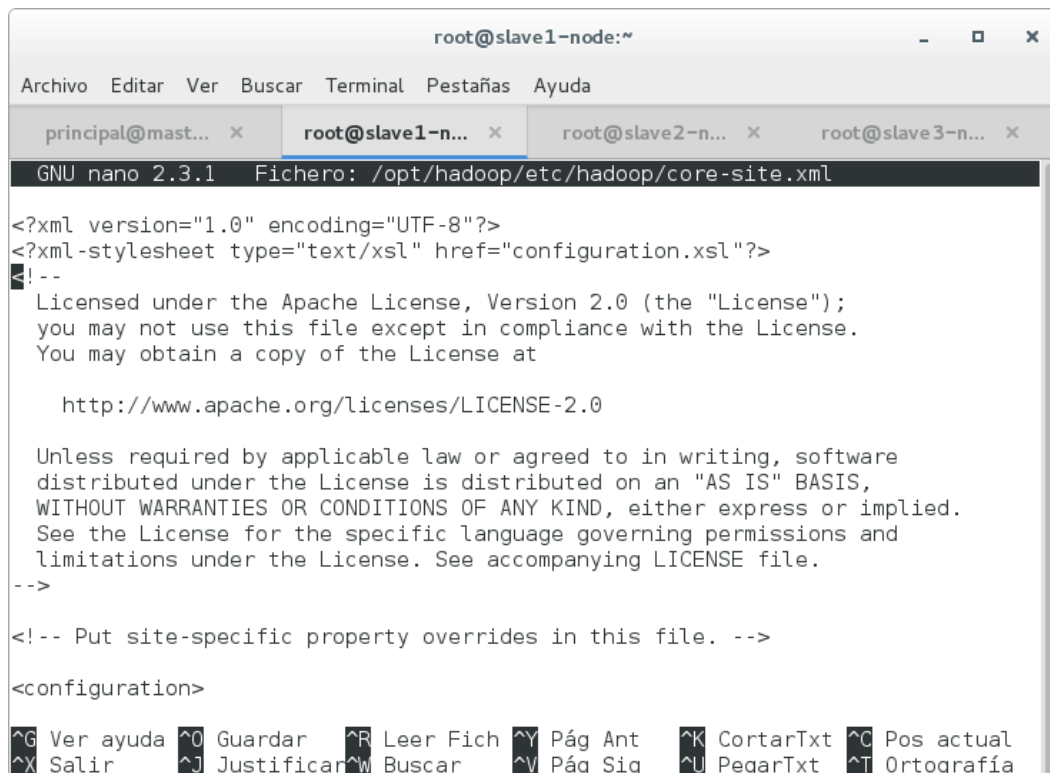 root@slave1-node:~
Archivo Editar Ver Buscar Terminal Pestañas Ayuda
principal@mast... × root@slave1-n... × root@slave2-n... × root@slave3-n... ×
GNU nano 2.3.1 Fichero: /opt/hadoop/etc/hadoop/core-site.xml
<?xml version="1.0" encoding="UTF-8"?>
<?xml-stylesheet type="text/xsl" href="configuration.xsl"?>
<!--
Licensed under the Apache License, Version 2.0 (the "License");
you may not use this file except in compliance with the License.
You may obtain a copy of the License at
http://www.apache.org/licenses/LICENSE-2.0
Unless required by applicable law or agreed to in writing, software
distributed under the License is distributed on an "AS IS" BASIS,
WITHOUT WARRANTIES OR CONDITIONS OF ANY KIND, either express or implied.
See the License for the specific language governing permissions and
limitations under the License. See accompanying LICENSE file.
-->
<!-- Put site-specific property overrides in this file. -->
<configuration>
^G Ver ayuda ^O Guardar ^R Leer Fich ^Y Pág Ant ^K CortarTxt ^C Pos actual
^X Salir ^J Justificar ^W Buscar ^V Pág Sig ^U PegarTxt ^T Ortografía